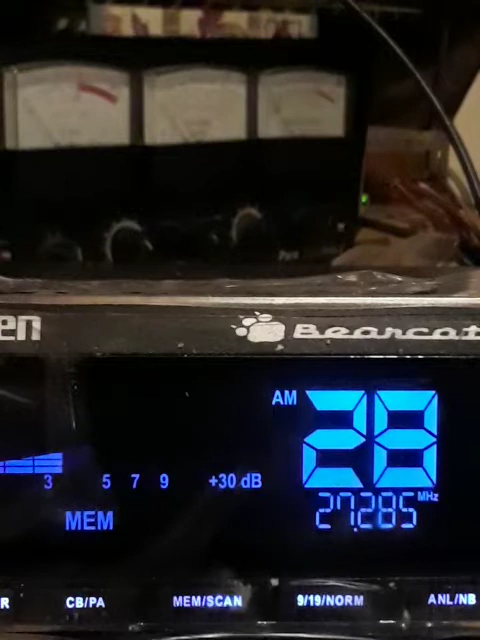 en Bearcat
AM 28
3 5 7 9 +30 dB
27.285 MHz
MEM
R CB/PA MEM/SCAN 9/19/NORM ANL/NB